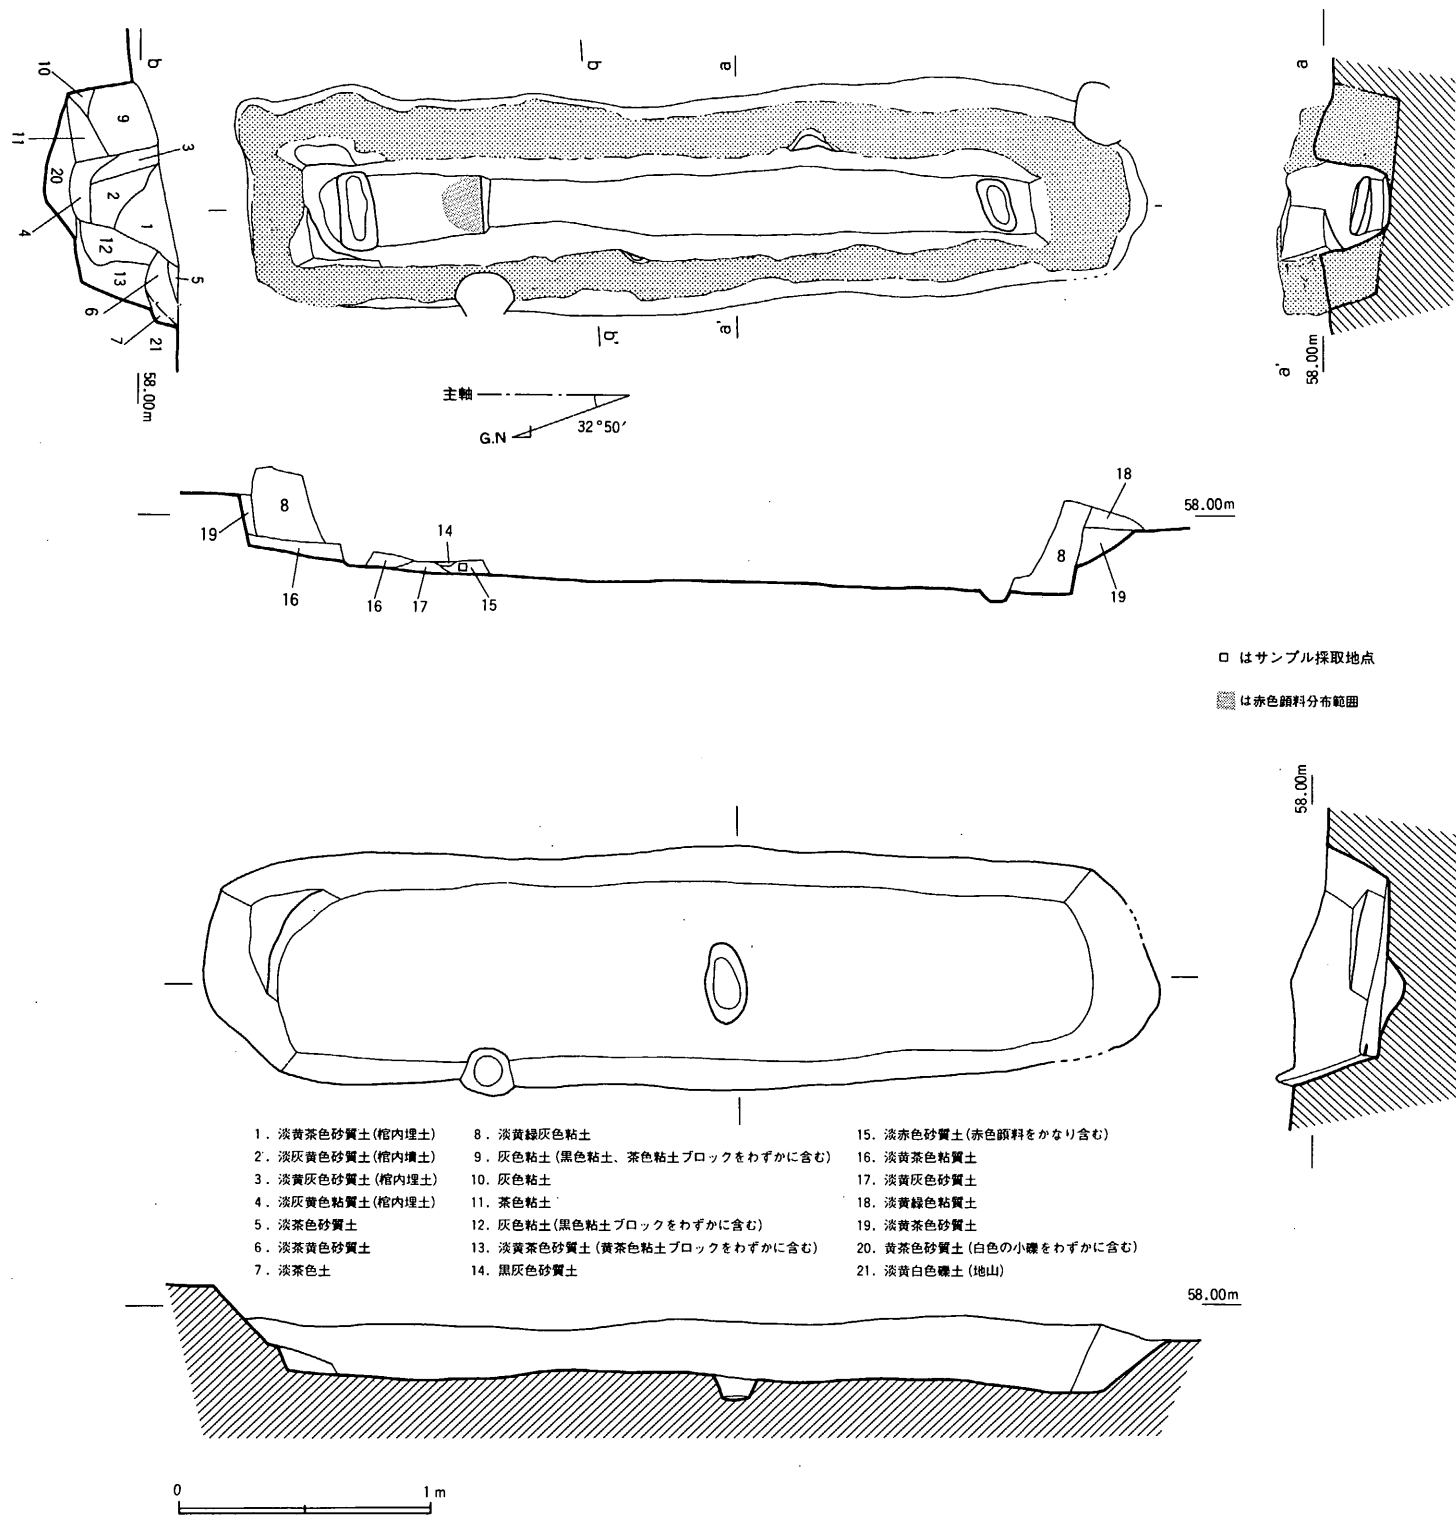 b
10
9
11
3
20
2
4
1
12
13
5
6
7
21
58.00m
b
a
b'
a'
a
58.00m
a'
主軸
G.N
32°50′
8
19
14
16
16
17
15
18
58.00m
8
19
はサンプル採取地点
は赤色顔料分布範囲
58.00m
1. 淡黄茶色砂質土(棺内埋土)
2. 淡灰黄色砂質土(棺内墳土)
3. 淡黄灰色砂質土(棺内埋土)
4. 淡灰黄色粘質土(棺内埋土)
5. 淡茶色砂質土
6. 淡茶黄色砂質土
7. 淡茶色土
8. 淡黄緑灰色粘土
9. 灰色粘土(黒色粘土、茶色粘土ブロックをわずかに含む)
10. 灰色粘土
11. 茶色粘土
12. 灰色粘土(黒色粘土ブロックをわずかに含む)
13. 淡黄茶色砂質土(黄茶色粘土ブロックをわずかに含む)
14. 黒灰色砂質土
15. 淡赤色砂質土(赤色顔料をかなり含む)
16. 淡黄茶色粘質土
17. 淡黄灰色砂質土
18. 淡黄緑色粘質土
19. 淡黄茶色砂質土
20. 黄茶色砂質土(白色の小礫をわずかに含む)
21. 淡黄白色礫土(地山)
58.00m
0
1 m